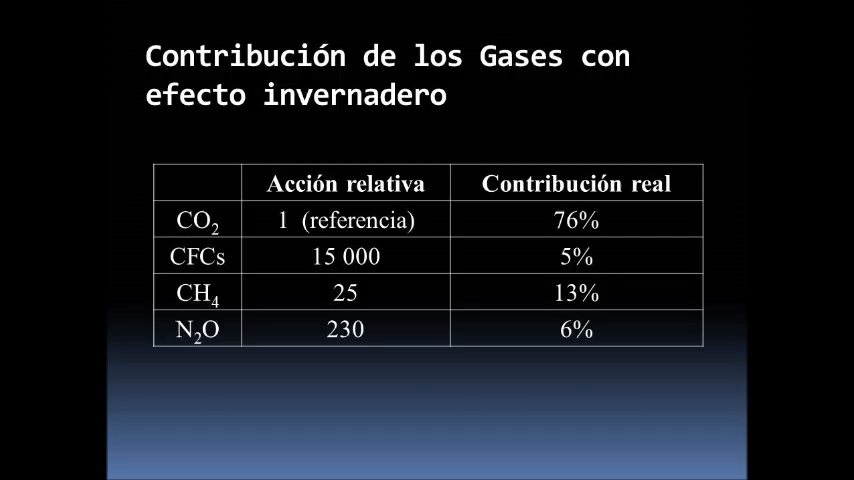 Contribución de los Gases con
efecto invernadero
Acción relativa Contribución real
CO₂ 1 (referencia) 76%
CFCs 15 000 5%
CH₄ 25 13%
N₂O 230 6%